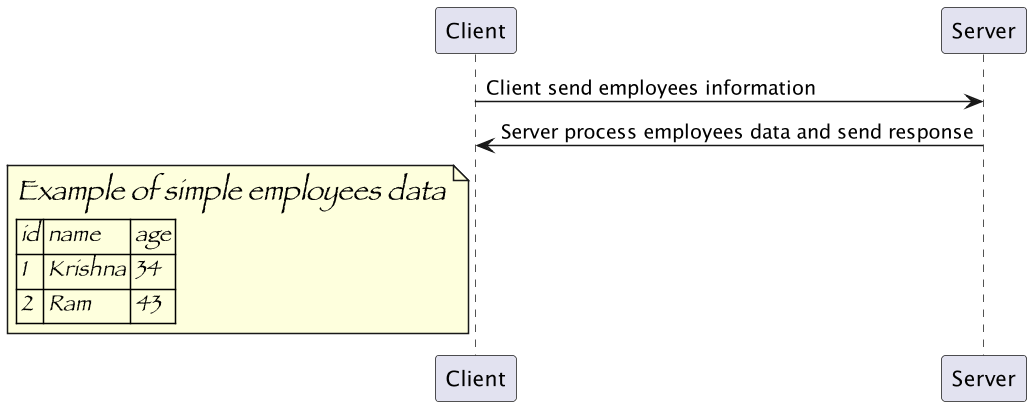 Client Server
Client send employees information
Server process employees data and send response
Example of simple employees data
id name age
1 Krishna 34
2 Ram 43
Client Server